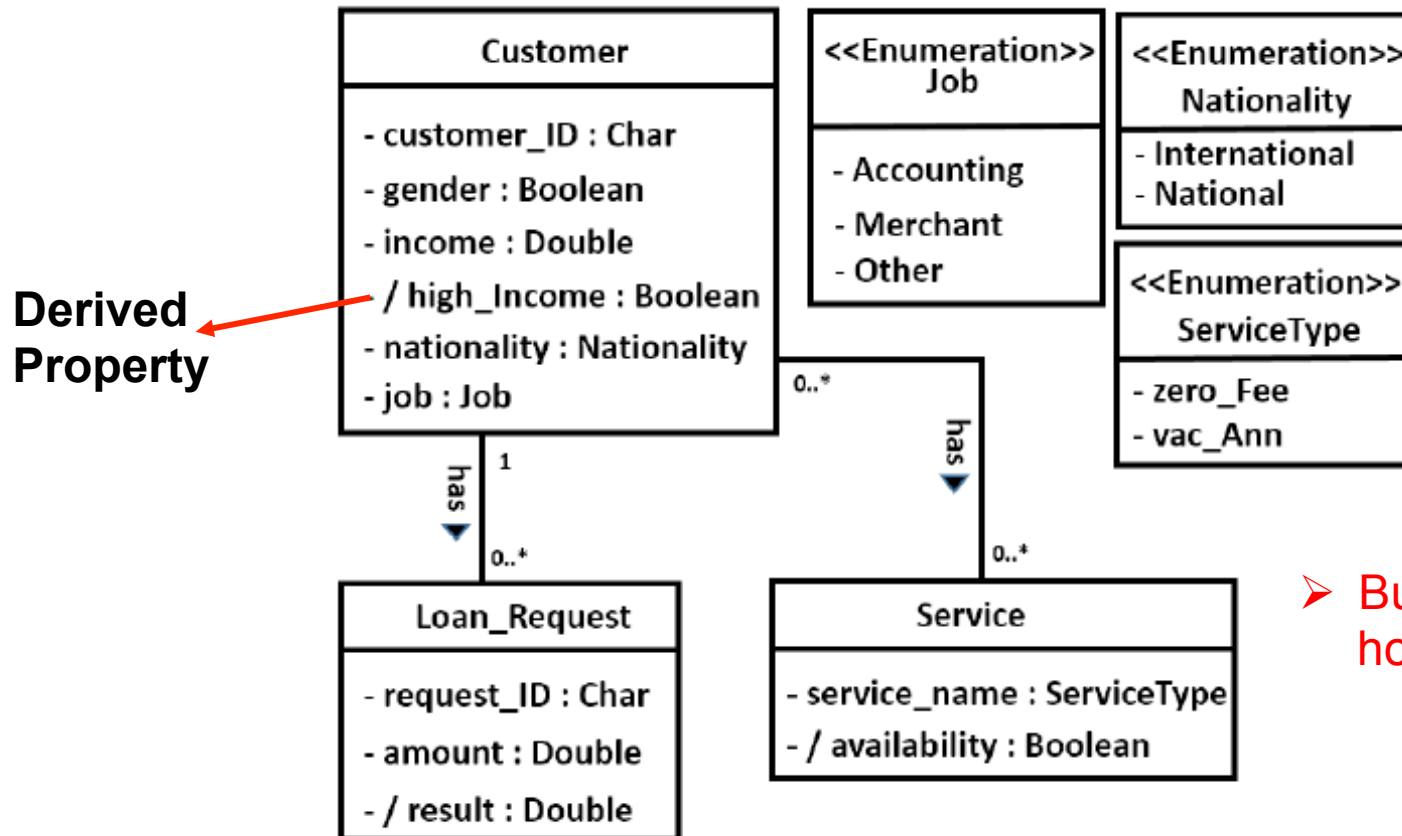 Customer
- customer_ID : Char
- gender : Boolean
- income : Double
- / high_Income : Boolean
- nationality : Nationality
- job : Job
<<Enumeration>>
Job
- Accounting
- Merchant
- Other
<<Enumeration>>
Nationality
- International
- National
<<Enumeration>>
ServiceType
- zero_Fee
- vac_Ann
Derived
Property
has
1
0..*
0..*
has
0..*
Loan_Request
- request_ID : Char
- amount : Double
- / result : Double
Service
- service_name : ServiceType
- / availability : Boolean